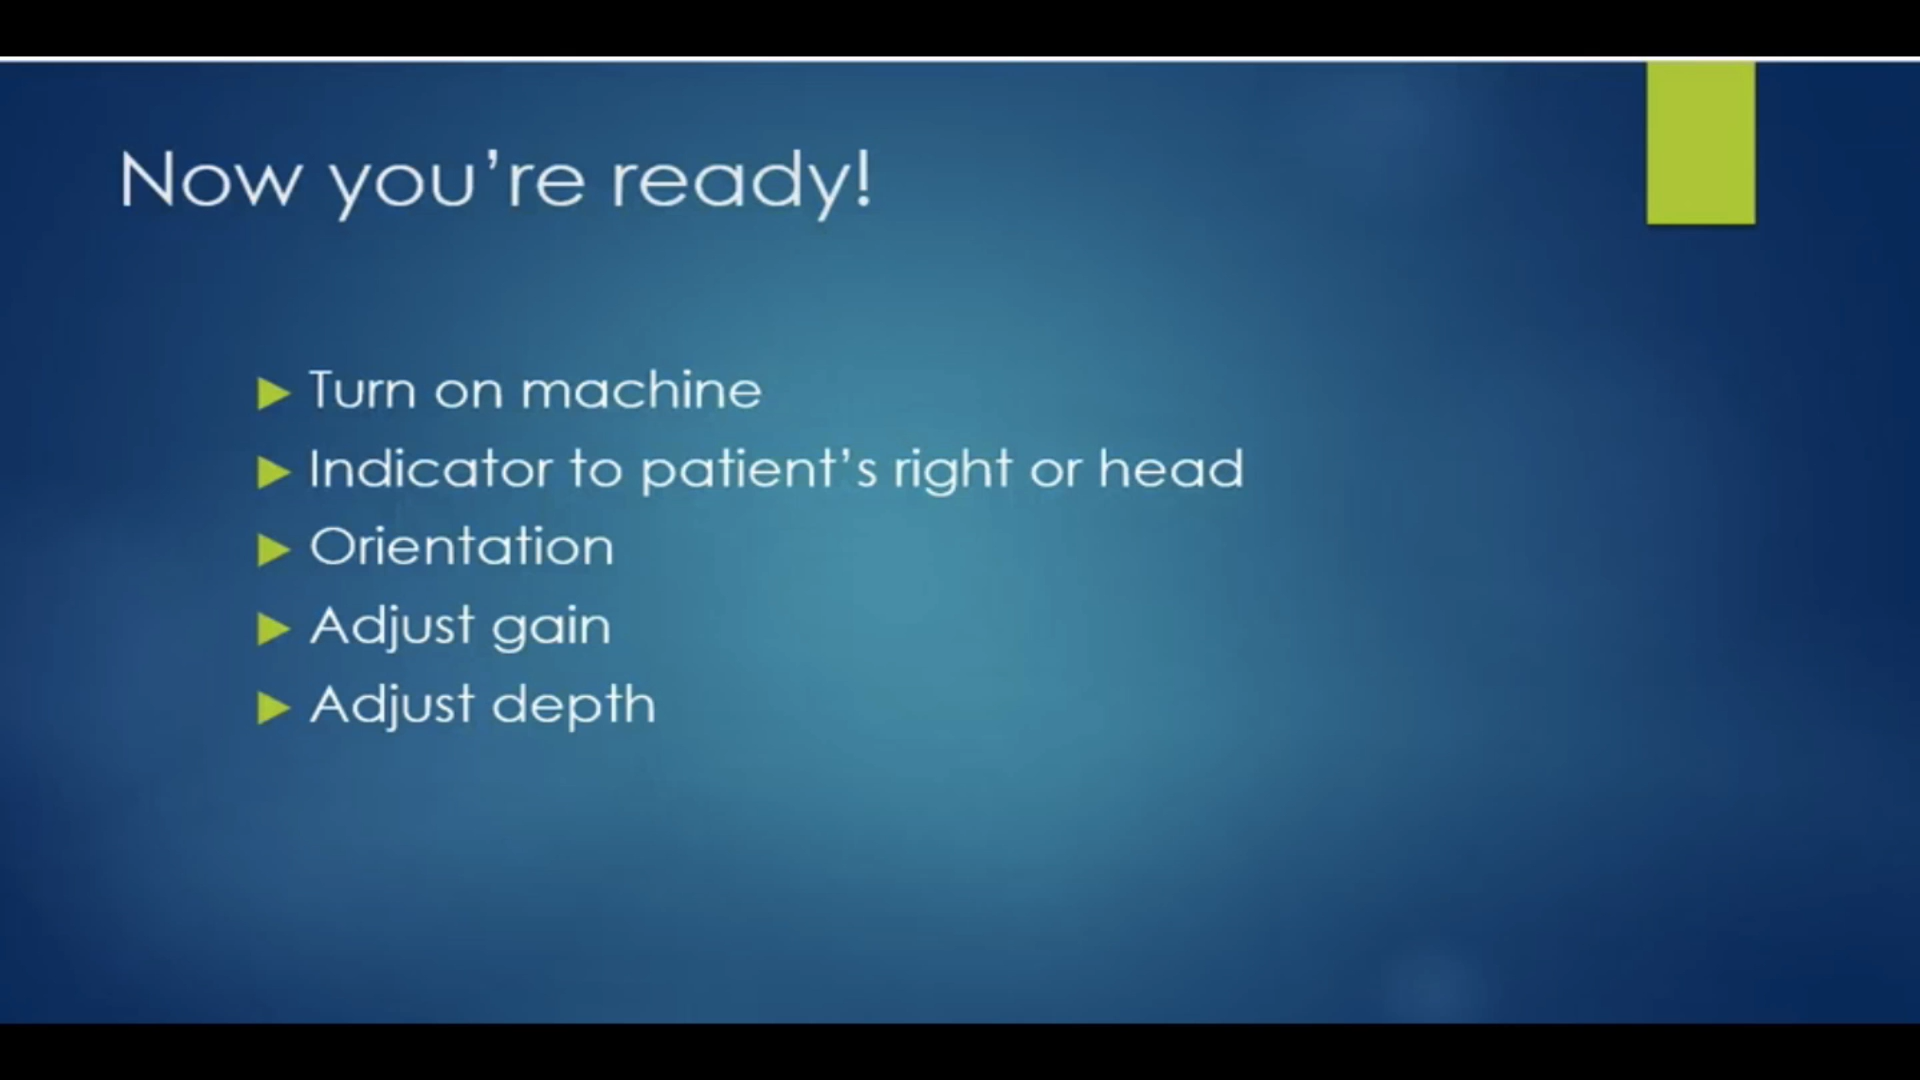 Now you’re ready!
Turn on machine
Indicator to patient’s right or head
Orientation
Adjust gain
Adjust depth